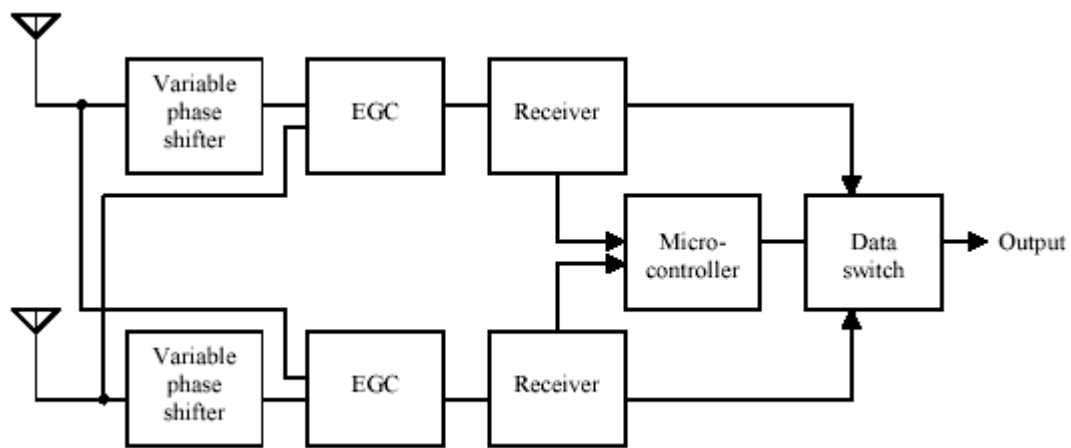 Variable
phase
shifter
EGC
Receiver
Micro-
controller
Data
switch
Output
Variable
phase
shifter
EGC
Receiver